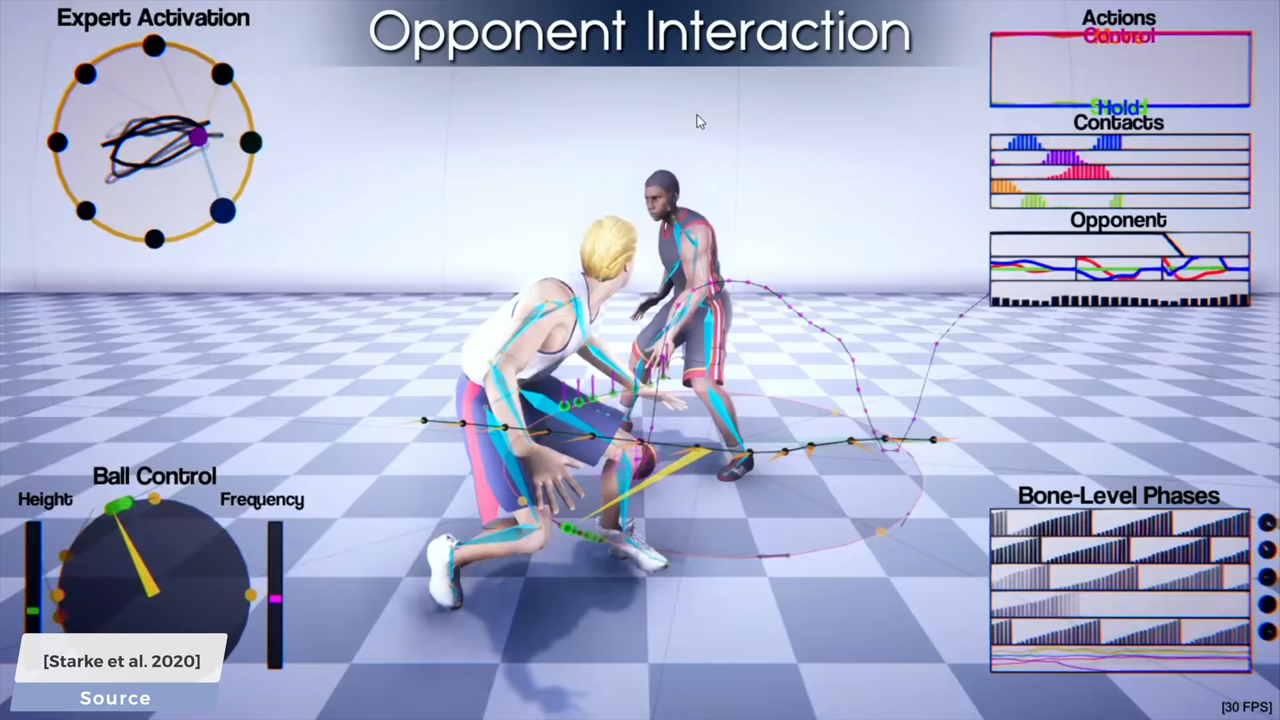 Opponent Interaction
Expert Activation
Actions
Control
Hold
Contacts
Opponent
Ball Control
Height
Frequency
Bone-Level Phases
[Starke et al. 2020]
Source
[30 FPS]